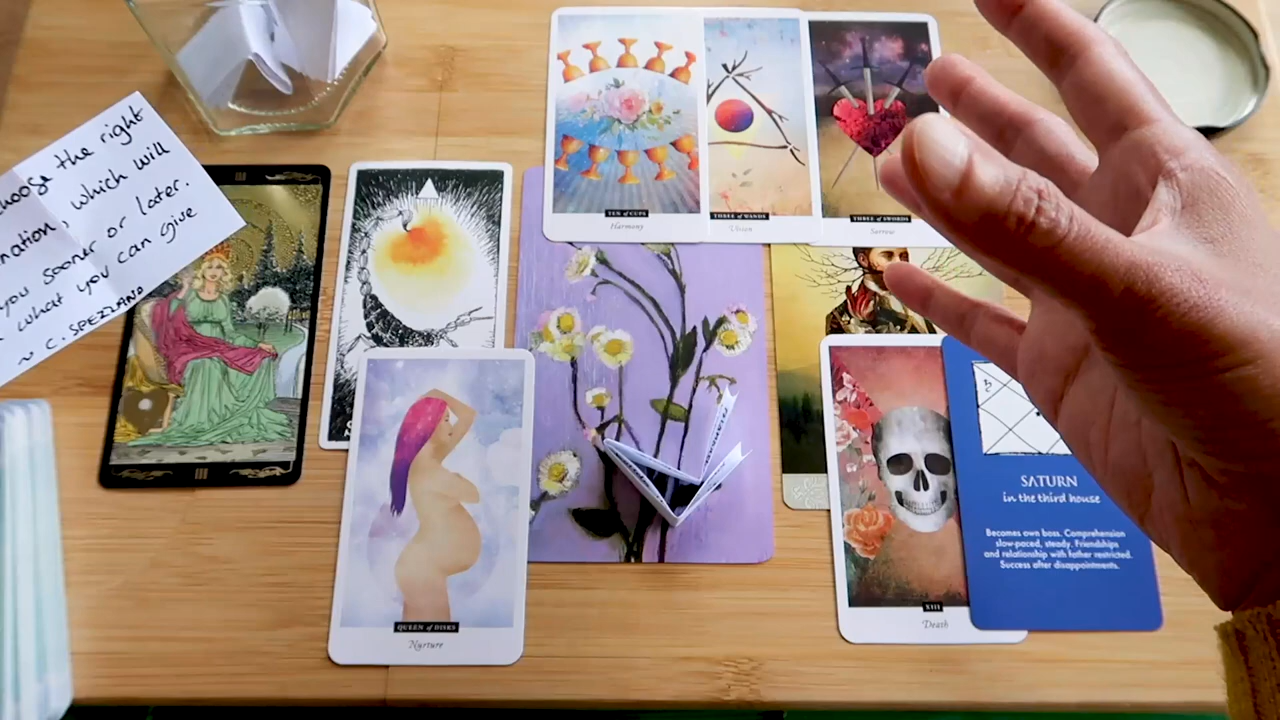 choose the right
nation, which will
you sooner or later.
what you can give
~ C. SPEZZANO
III
TEN of CUPS
Harmony
THREE of WANDS
Vision
THREE of SWORDS
Sorrow
QUEEN of DISKS
Nurture
XIII
Death
SATURN
in the third house
Becomes own boss. Comprehension
slow-paced, steady. Friendships
and relationship with father restricted.
Success after disappointments.